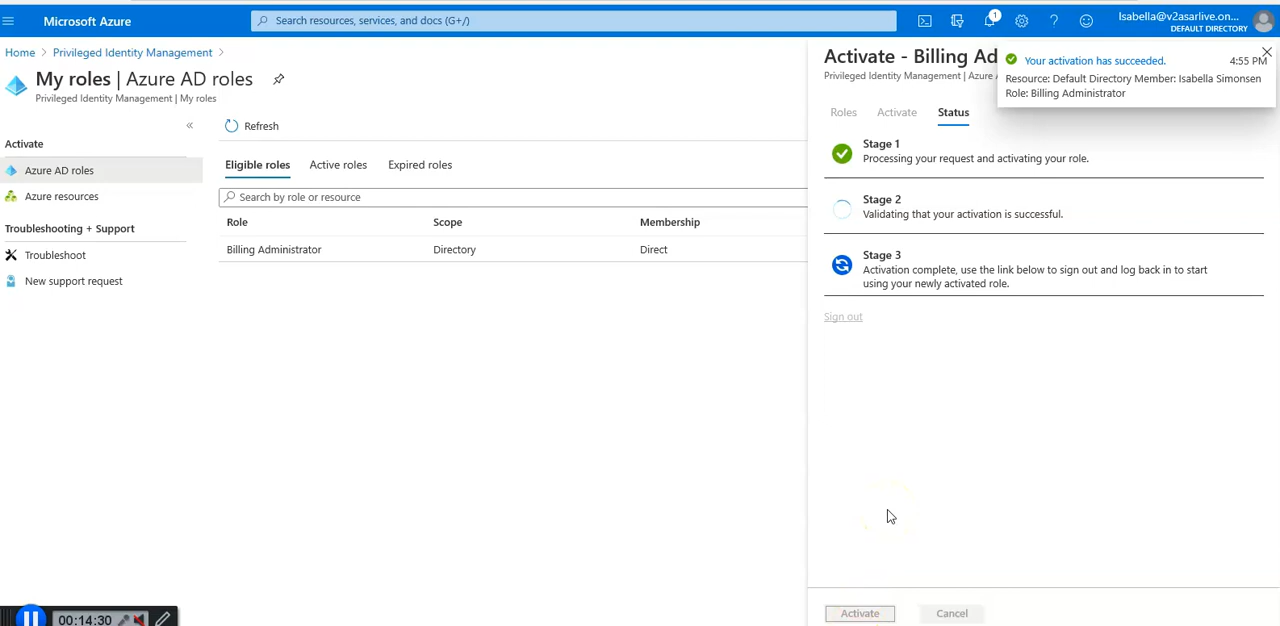 Microsoft Azure
Search resources, services, and docs (G+/)
1
Isabella@v2asarlive.on...
DEFAULT DIRECTORY
Home > Privileged Identity Management >
My roles | Azure AD roles
Privileged Identity Management | My roles
Activate
Azure AD roles
Azure resources
Troubleshooting + Support
Troubleshoot
New support request
Refresh
Eligible roles Active roles Expired roles
Search by role or resource
Role Scope Membership
Billing Administrator Directory Direct
Activate - Billing Ad
Privileged Identity Management | Azure A
Your activation has succeeded. 4:55 PM
Resource: Default Directory Member: Isabella Simonsen
Role: Billing Administrator
Roles Activate Status
Stage 1
Processing your request and activating your role.
Stage 2
Validating that your activation is successful.
Stage 3
Activation complete, use the link below to sign out and log back in to start
using your newly activated role.
Sign out
Activate Cancel
00:14:30